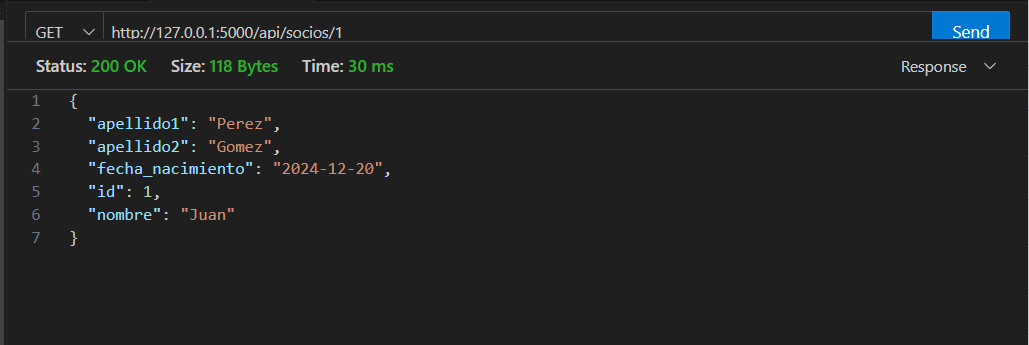 GET http://127.0.0.1:5000/api/socios/1 Send
Status: 200 OK Size: 118 Bytes Time: 30 ms Response
1 {
2 "apellido1": "Perez",
3 "apellido2": "Gomez",
4 "fecha_nacimiento": "2024-12-20",
5 "id": 1,
6 "nombre": "Juan"
7 }